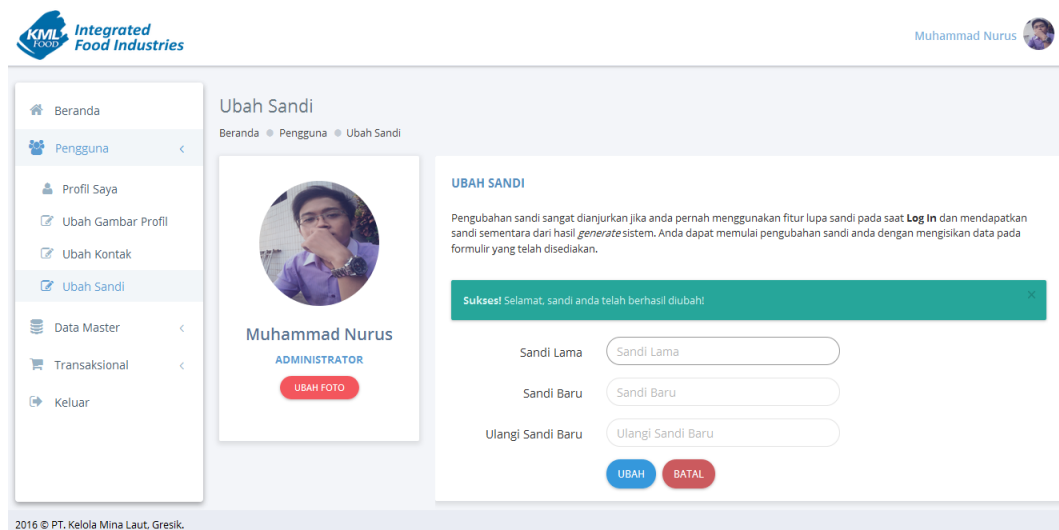 KML
FOOD
Integrated
Food Industries
Muhammad Nurus
Beranda
Pengguna
Profil Saya
Ubah Gambar Profil
Ubah Kontak
Ubah Sandi
Data Master
Transaksional
Keluar
Ubah Sandi
Beranda Pengguna Ubah Sandi
Muhammad Nurus
ADMINISTRATOR
UBAH FOTO
UBAH SANDI
Pengubahan sandi sangat dianjurkan jika anda pernah menggunakan fitur lupa sandi pada saat Log In dan mendapatkan
sandi sementara dari hasil generate sistem. Anda dapat memulai pengubahan sandi anda dengan mengisikan data pada
formulir yang telah disediakan.
Sukses! Selamat, sandi anda telah berhasil diubah!
Sandi Lama Sandi Lama
Sandi Baru Sandi Baru
Ulangi Sandi Baru Ulangi Sandi Baru
UBAH BATAL
2016 © PT. Kelola Mina Laut, Gresik.